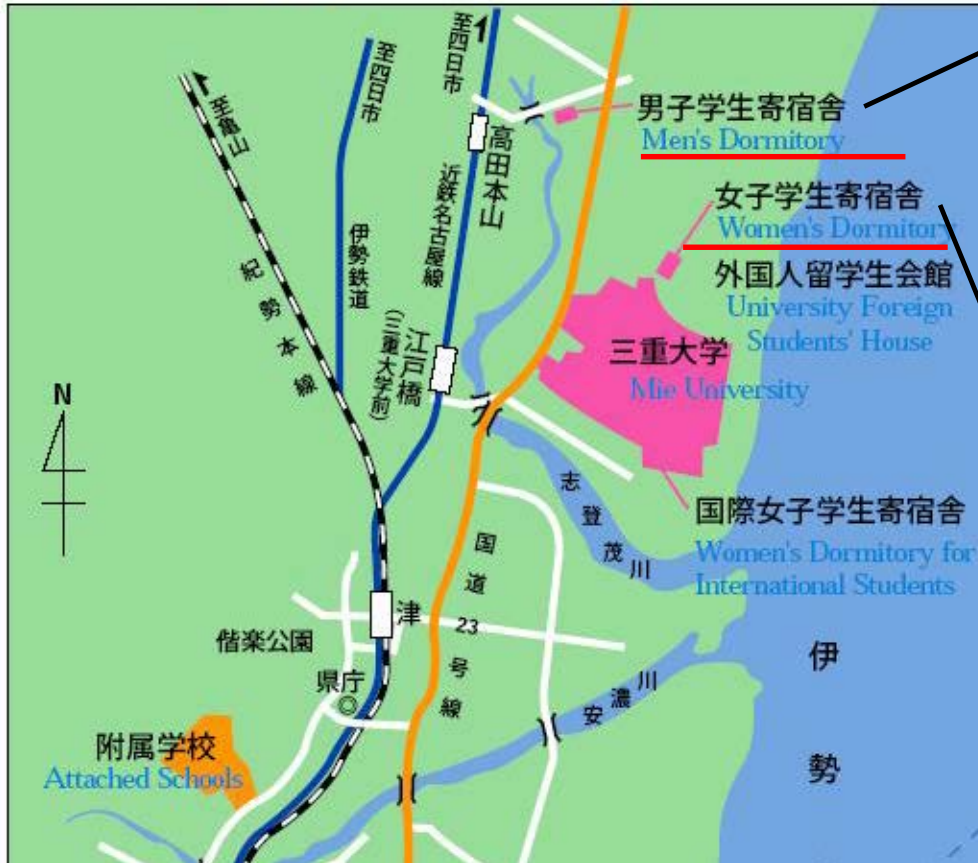 至四日市
至四日市
至亀山
男子学生寄宿舎
Men's Dormitory
高田本山
近鉄名古屋線
女子学生寄宿舎
Women's Dormitory
伊勢鉄道
外国人留学生会館
University Foreign
Students' House
紀勢本線
江戸橋
(三重大学前)
三重大学
Mie University
N
志登茂川
国際女子学生寄宿舎
Women's Dormitory for
International Students
国道23号線
津
偕楽公園
県庁
安濃川
伊勢
附属学校
Attached Schools